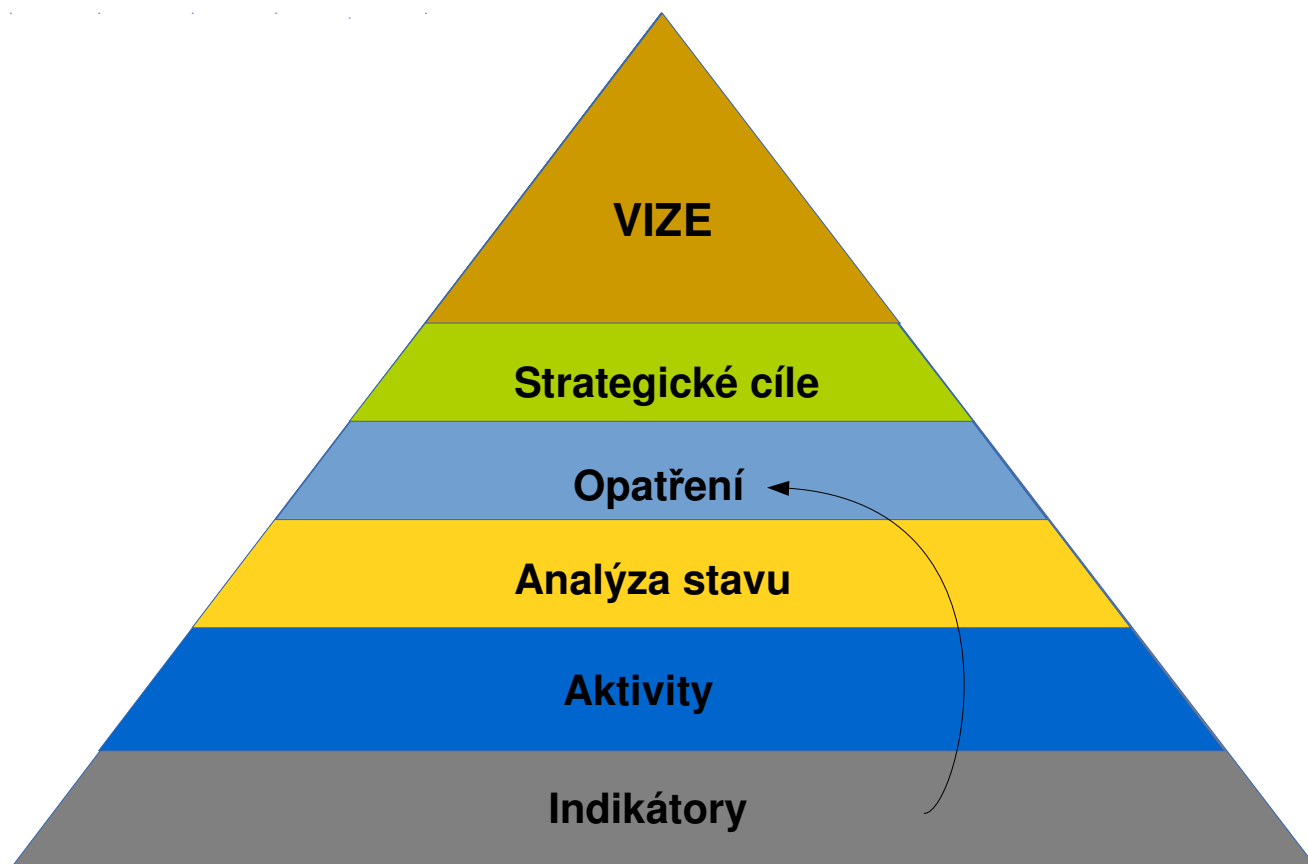 VIZE
Strategické cíle
Opatření
Analýza stavu
Aktivity
Indikátory